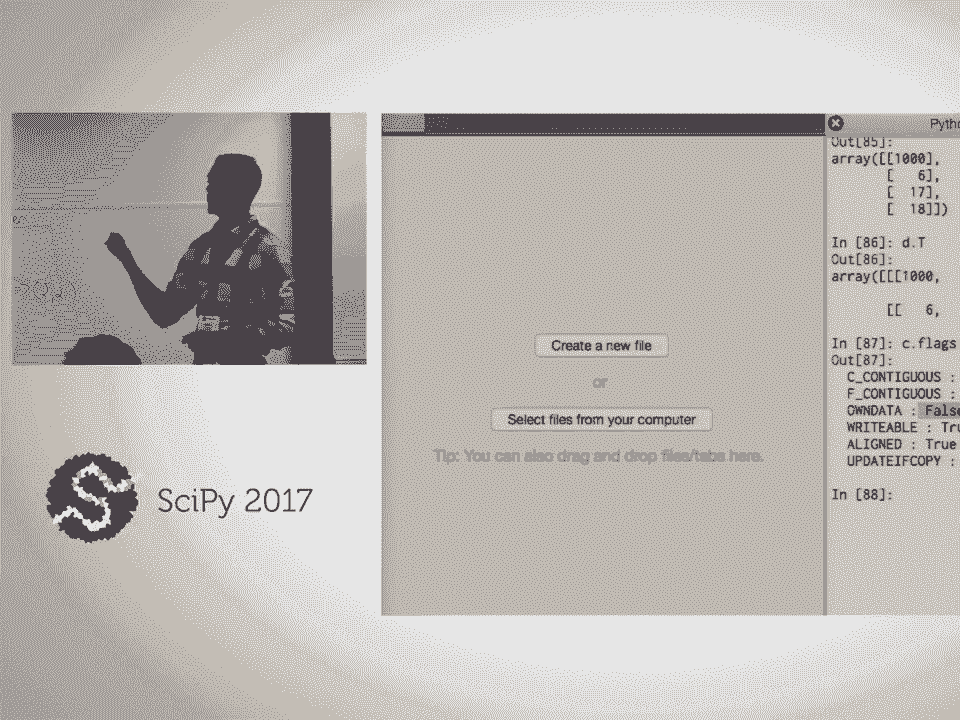 SciPy 2017
Create a new file
or
Select files from your computer
Tip: You can also drag and drop files/tabs here.
Out[85]:
array([[1000],
[ 6],
[ 17],
[ 18]])
In [86]: d.T
Out[86]:
array([[[1000,
[[ 6,
In [87]: c.flags
Out[87]:
C_CONTIGUOUS :
F_CONTIGUOUS :
OWNDATA : False
WRITEABLE : Tru
ALIGNED : True
UPDATEIFCOPY :
In [88]: